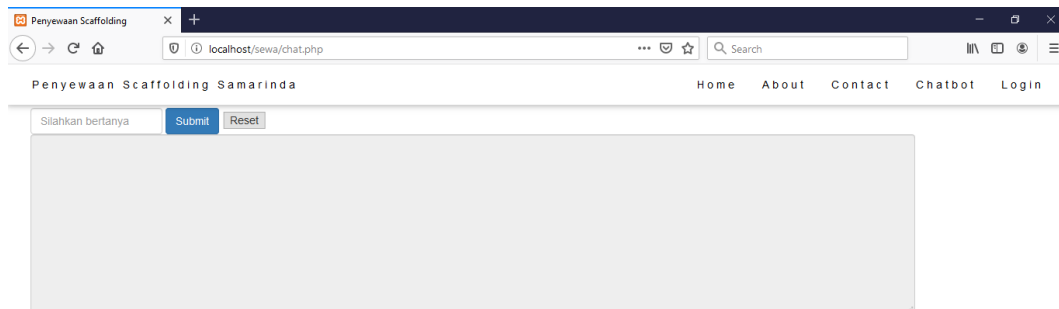 Penyewaan Scaffolding
localhost/sewa/chat.php
Search
Penyewaan Scaffolding Samarinda Home About Contact Chatbot Login
Silahkan bertanya Submit Reset